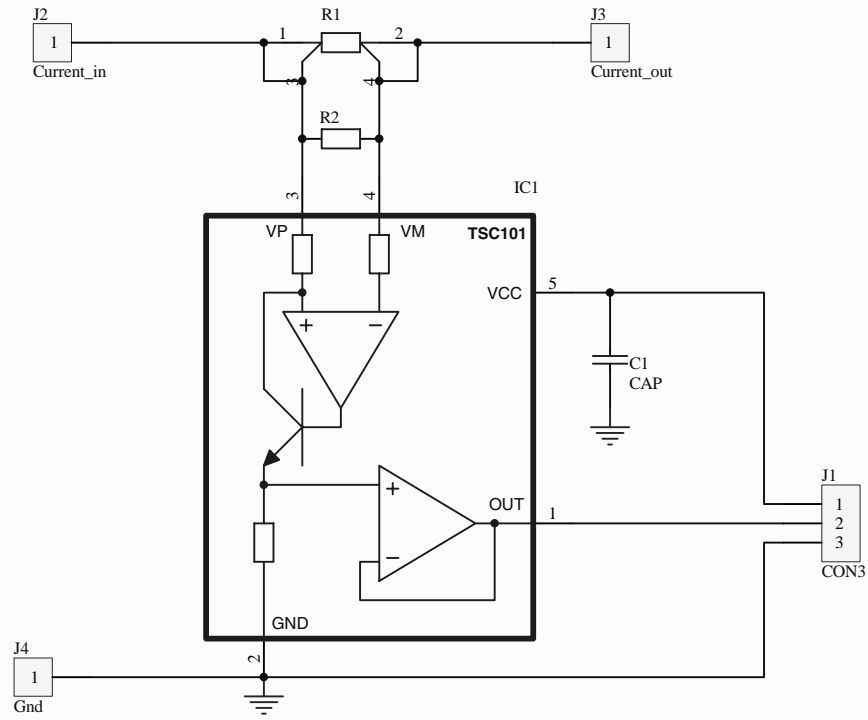 J2
1
Current_in
1
R1
2
J3
1
Current_out
3
4
R2
3
4
IC1
VP
VM
TSC101
VCC
5
+
−
C1
CAP
J1
1
2
3
CON3
+
−
OUT
1
GND
2
J4
1
Gnd